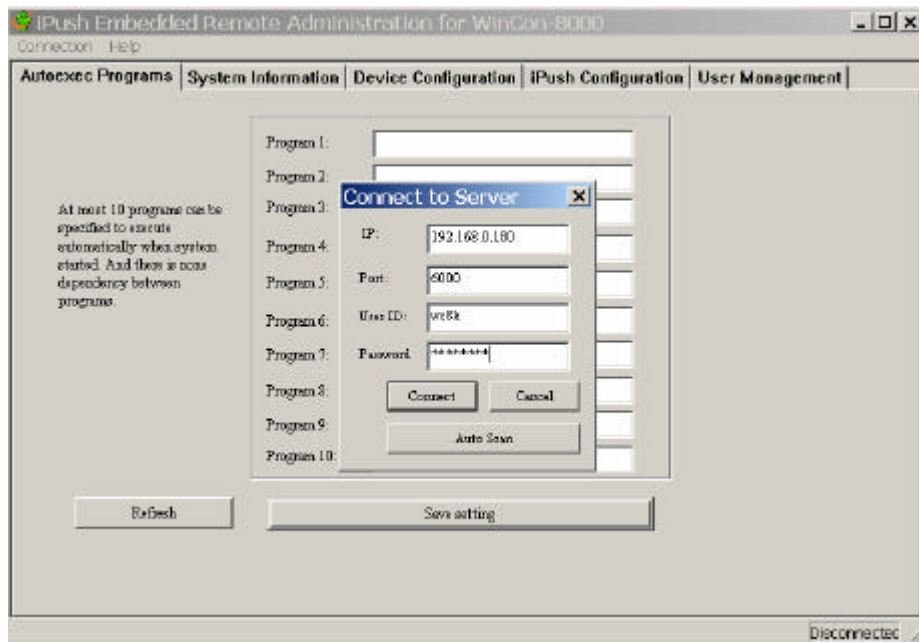 iPush Embedded Remote Administration for WinCon-8000
Connection Help
Autoexec Programs System Information Device Configuration iPush Configuration User Management
At most 10 programs can be
specified to execute
automatically when system
started. And there is none
dependency between
programs.
Program 1:
Program 2:
Program 3:
Program 4:
Program 5:
Program 6:
Program 7:
Program 8:
Program 9:
Program 10:
Connect to Server
IP: 192.168.0.180
Port: 6000
User ID: wc8k
Password ********
Connect Cancel
Auto Scan
Refresh Save setting
Disconnected